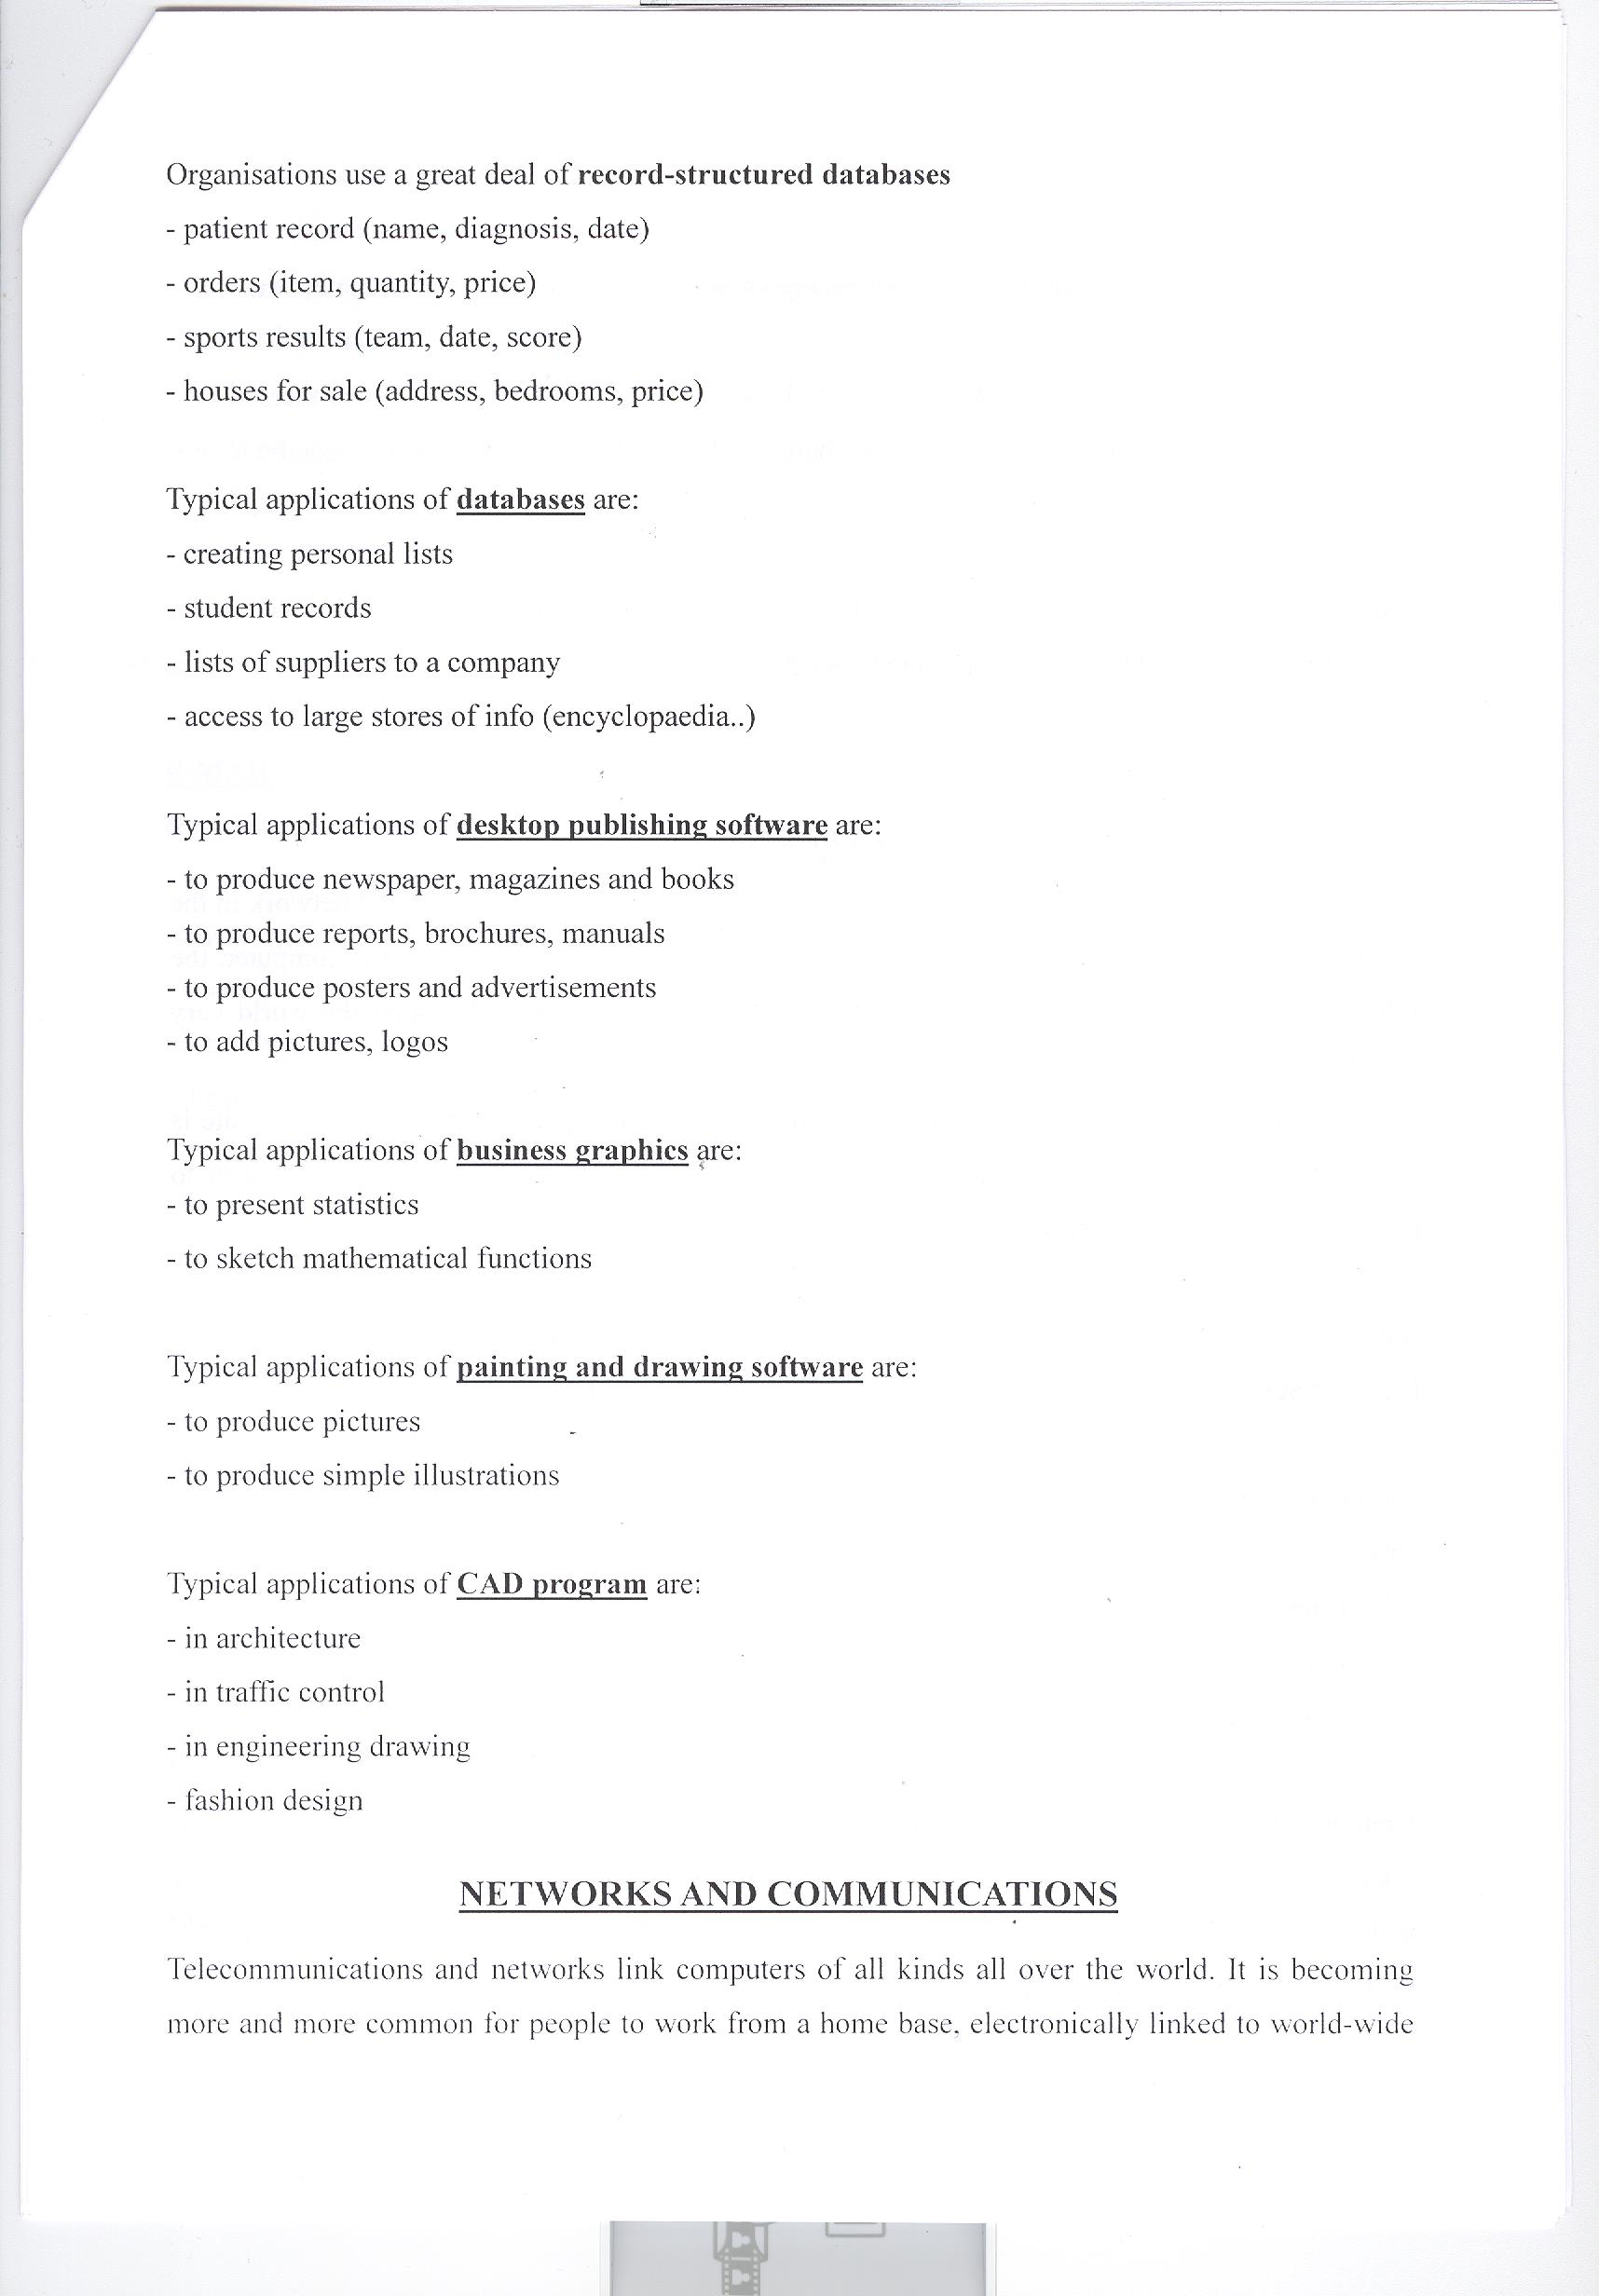 Organisations use a great deal of record-structured databases
- patient record (name, diagnosis, date)
- orders (item, quantity, price)
- sports results (team, date, score)
- houses for sale (address, bedrooms, price)
Typical applications of databases are:
- creating personal lists
- student records
- lists of suppliers to a company
- access to large stores of info (encyclopaedia..)
Typical applications of desktop publishing software are:
- to produce newspaper, magazines and books
- to produce reports, brochures, manuals
- to produce posters and advertisements
- to add pictures, logos
Typical applications of business graphics are:
- to present statistics
- to sketch mathematical functions
Typical applications of painting and drawing software are:
- to produce pictures
- to produce simple illustrations
Typical applications of CAD program are:
- in architecture
- in traffic control
- in engineering drawing
- fashion design
NETWORKS AND COMMUNICATIONS
Telecommunications and networks link computers of all kinds all over the world. It is becoming
more and more common for people to work from a home base, electronically linked to world-wide